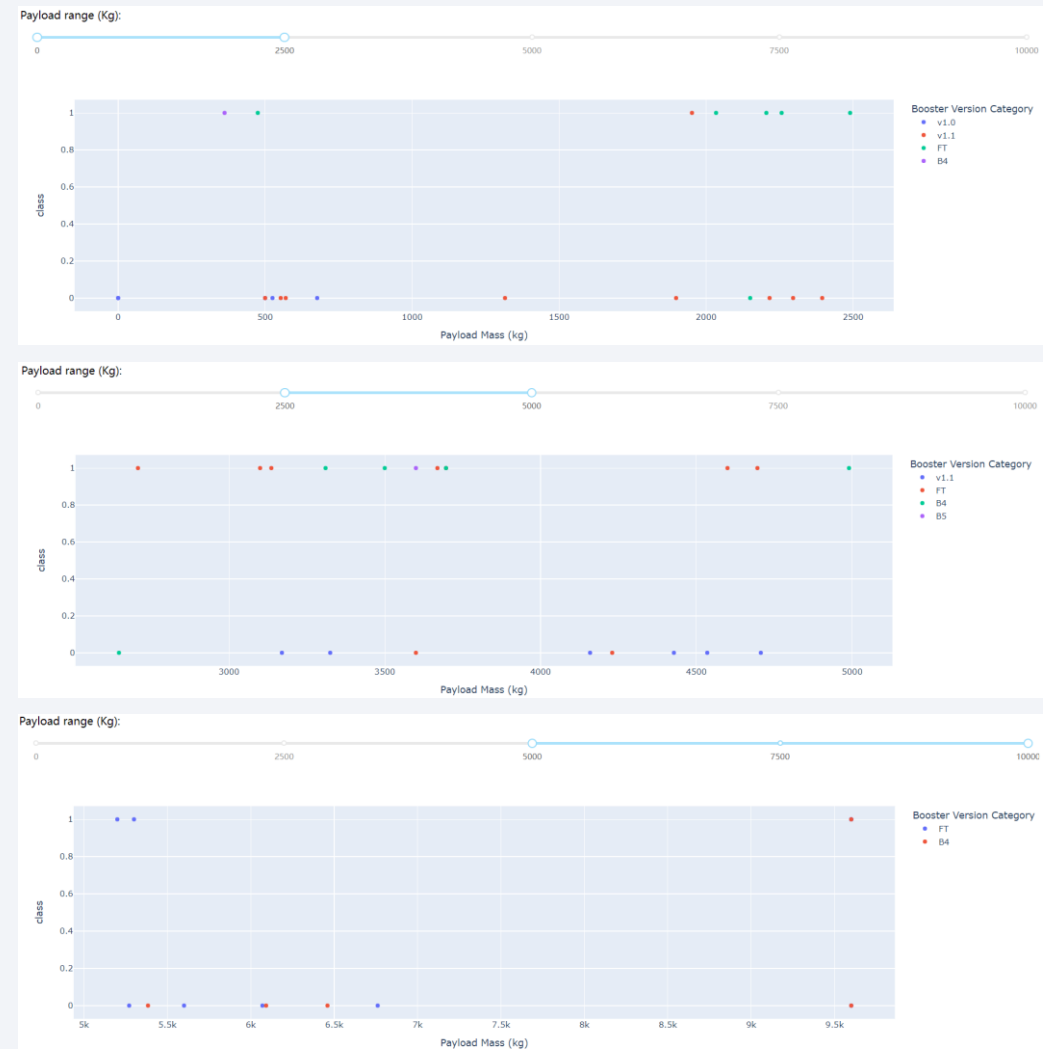 Payload range (Kg):
0 2500 5000 7500 10000
Booster Version Category
v1.0
v1.1
FT
B4
class
1
0.8
0.6
0.4
0.2
0
0 500 1000 1500 2000 2500
Payload Mass (kg)
Payload range (Kg):
0 2500 5000 7500 10000
Booster Version Category
v1.1
FT
B4
B5
class
1
0.8
0.6
0.4
0.2
0
3000 3500 4000 4500 5000
Payload Mass (kg)
Payload range (Kg):
0 2500 5000 7500 10000
Booster Version Category
FT
B4
class
1
0.8
0.6
0.4
0.2
0
5k 5.5k 6k 6.5k 7k 7.5k 8k 8.5k 9k 9.5k
Payload Mass (kg)